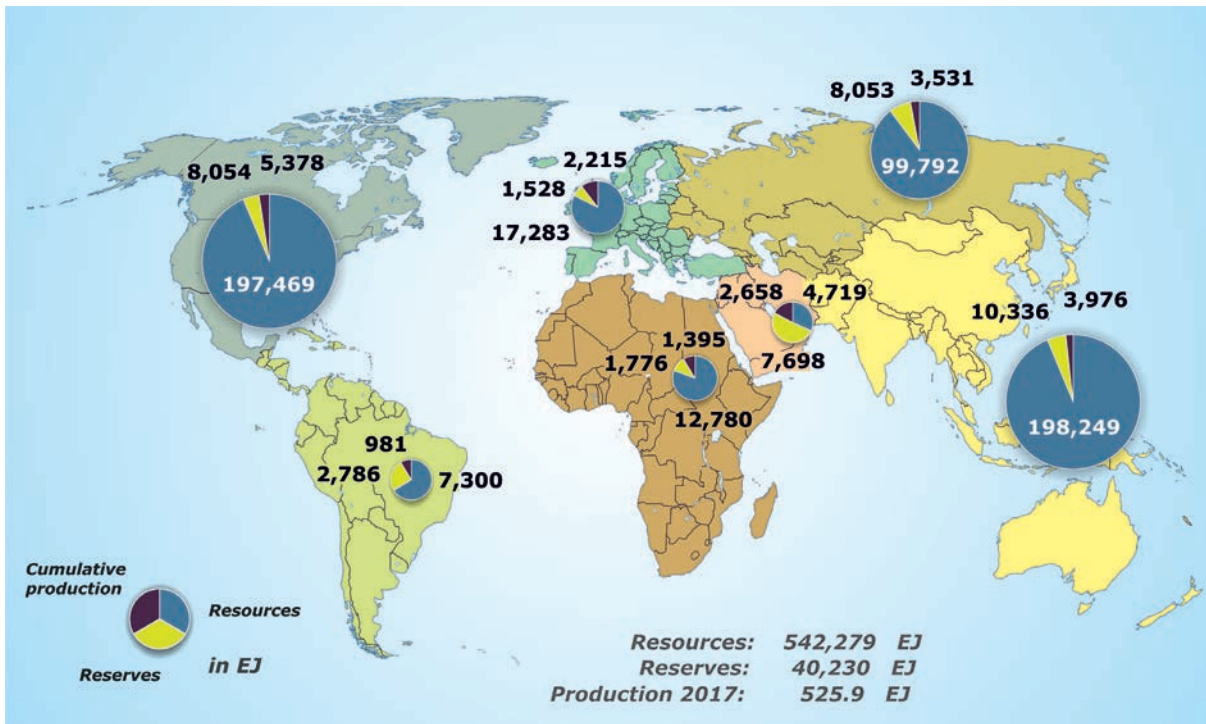 8,053 3,531
99,792
8,054 5,378
197,469
2,215
1,528
17,283
2,658 4,719
7,698
10,336 3,976
198,249
1,395
1,776
12,780
981
2,786 7,300
Cumulative
production
Resources
Reserves
in EJ
Resources: 542,279 EJ
Reserves: 40,230 EJ
Production 2017: 525.9 EJ